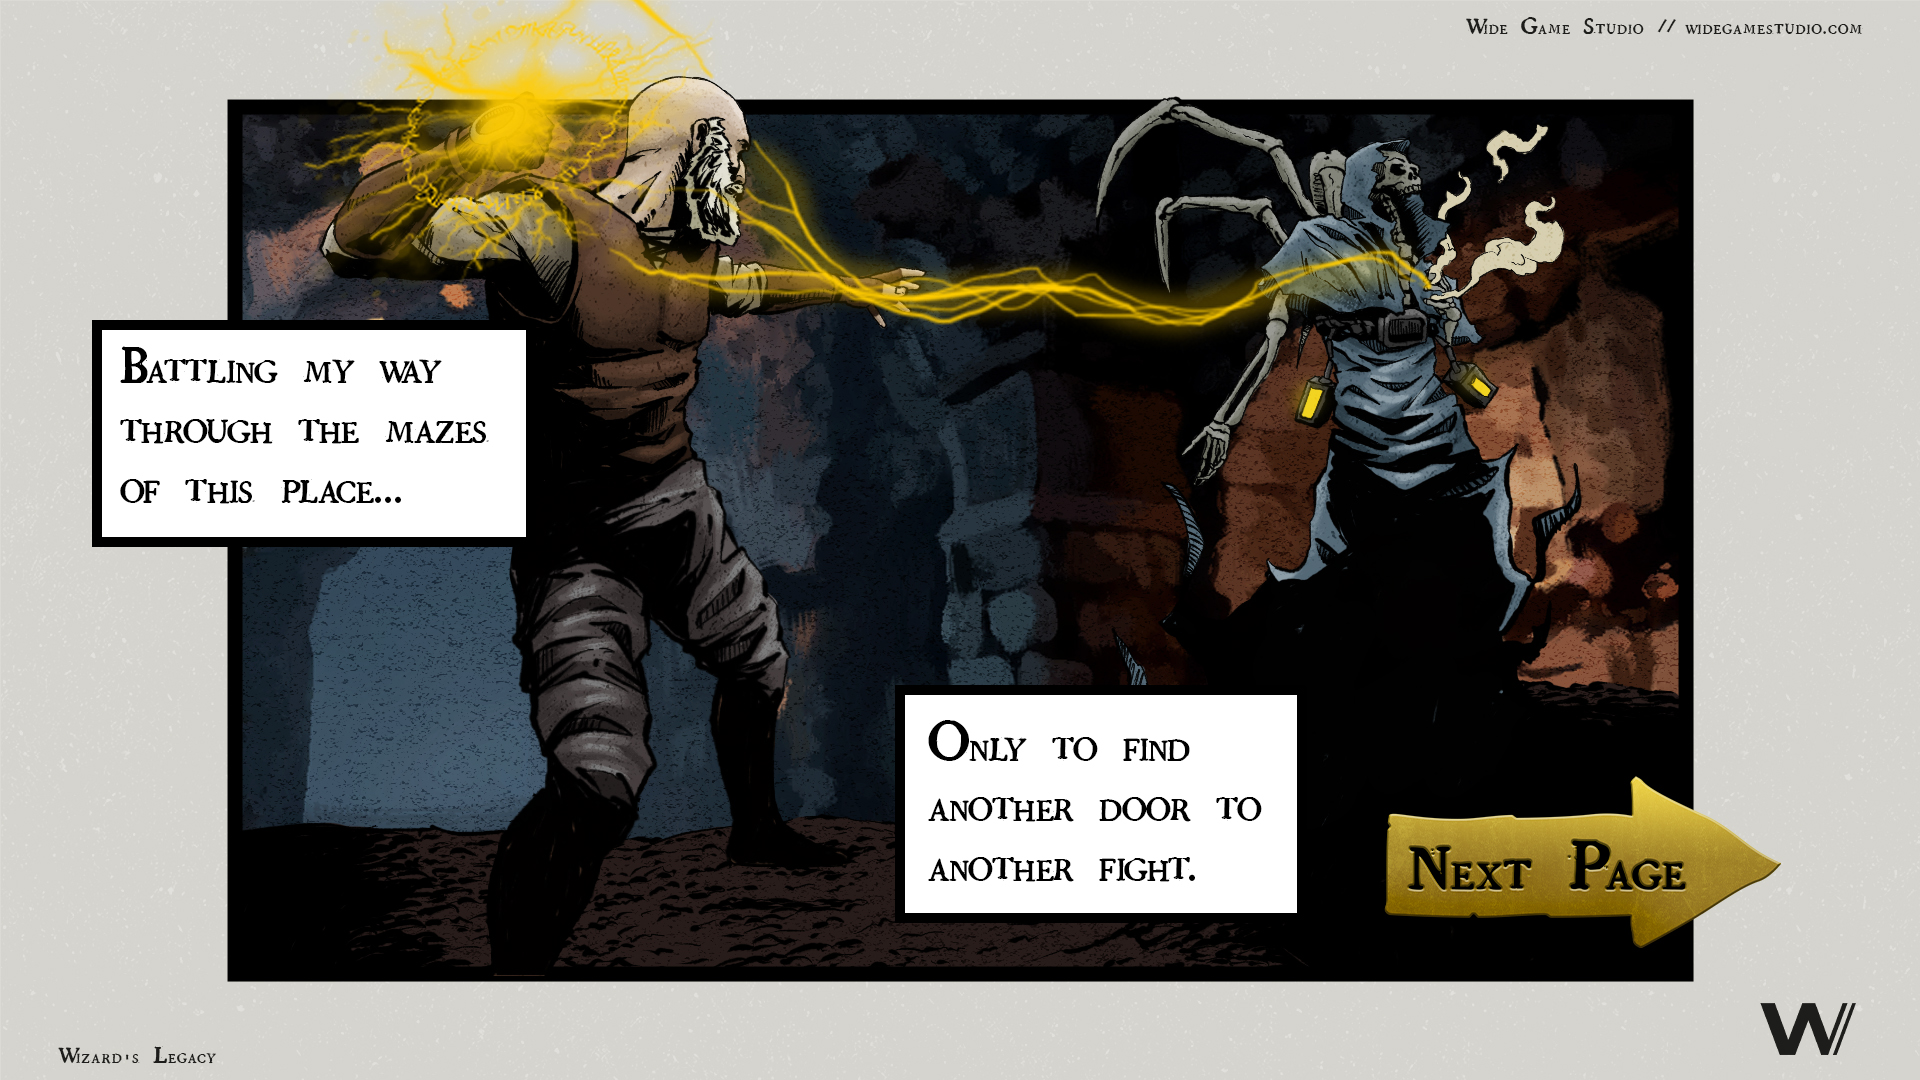 Wide Game Studio // widegamestudio.com
Battling my way
through the mazes
of this place...
Only to find
another door to
another fight.
Next Page
W//
Wizard's Legacy